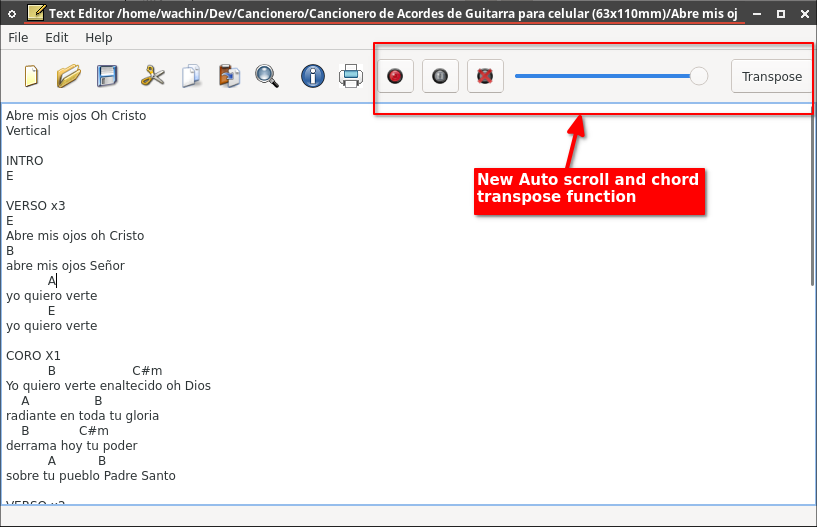 Text Editor /home/wachin/Dev/Cancionero/Cancionero de Acordes de Guitarra para celular (63x110mm)/Abre mis oj
File Edit Help
Transpose
New Auto scroll and chord
transpose function
Abre mis ojos Oh Cristo
Vertical
INTRO
E
VERSO x3
E
Abre mis ojos oh Cristo
B
abre mis ojos Señor
A
yo quiero verte
E
yo quiero verte
CORO X1
B C#m
Yo quiero verte enaltecido oh Dios
A B
radiante en toda tu gloria
B C#m
derrama hoy tu poder
A B
sobre tu pueblo Padre Santo